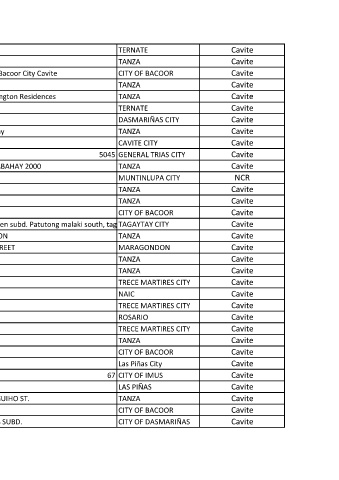 TERNATE Cavite
TANZA Cavite
Bacoor City Cavite CITY OF BACOOR Cavite
TANZA Cavite
ngton Residences TANZA Cavite
TERNATE Cavite
DASMARIÑAS CITY Cavite
ay TANZA Cavite
CAVITE CITY Cavite
5045 GENERAL TRIAS CITY Cavite
ABAHAY 2000 TANZA Cavite
MUNTINLUPA CITY NCR
TANZA Cavite
TANZA Cavite
CITY OF BACOOR Cavite
en subd. Patutong malaki south, tag TAGAYTAY CITY Cavite
ON TANZA Cavite
REET MARAGONDON Cavite
TANZA Cavite
TANZA Cavite
TRECE MARTIRES CITY Cavite
NAIC Cavite
TRECE MARTIRES CITY Cavite
ROSARIO Cavite
TRECE MARTIRES CITY Cavite
TANZA Cavite
CITY OF BACOOR Cavite
Las Piñas City Cavite
67 CITY OF IMUS Cavite
LAS PIÑAS Cavite
GUIHO ST. TANZA Cavite
CITY OF BACOOR Cavite
SUBD. CITY OF DASMARIÑAS Cavite